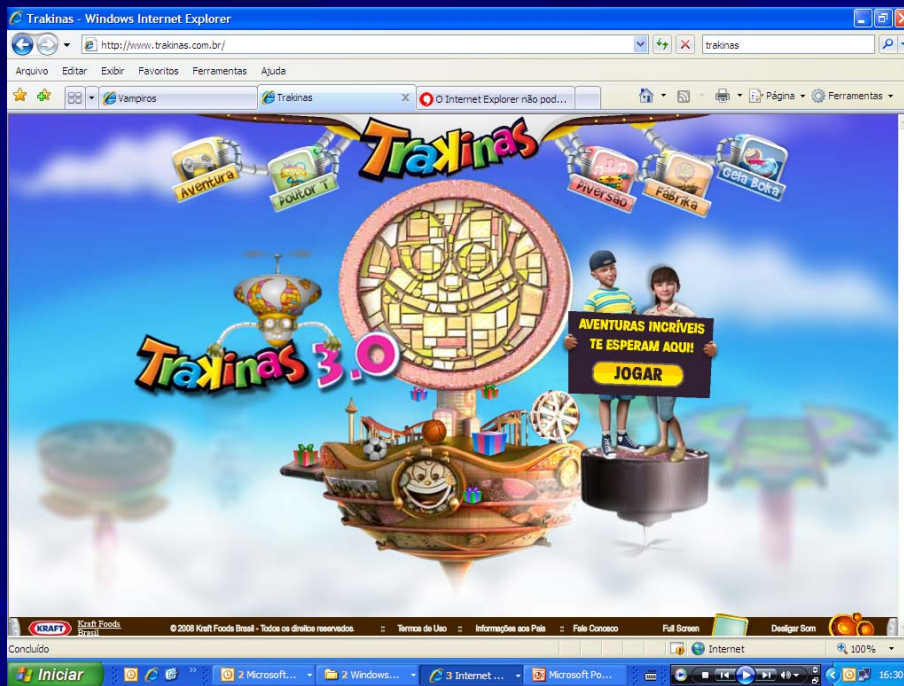 Trakinas - Windows Internet Explorer
http://www.trakinas.com.br/
trakinas
Arquivo Editar Exibir Favoritos Ferramentas Ajuda
Vampiros
Trakinas
O Internet Explorer não pod...
Página
Ferramentas
Trakinas
Aventura
Doutor T
Diversão
Fábrika
Gela Boka
Trakinas 3.0
AVENTURAS INCRÍVEIS
TE ESPERAM AQUI!
JOGAR
KRAFT
Kraft Foods
Brasil
© 2008 Kraft Foods Brasil - Todos os direitos reservados. :: Termos de Uso :: Informações aos Pais :: Fale Conosco
Full Screen
Desligar Som
Concluído
Internet
100%
Iniciar
2 Microsoft...
2 Windows...
3 Internet ...
Microsoft Po...
16:30